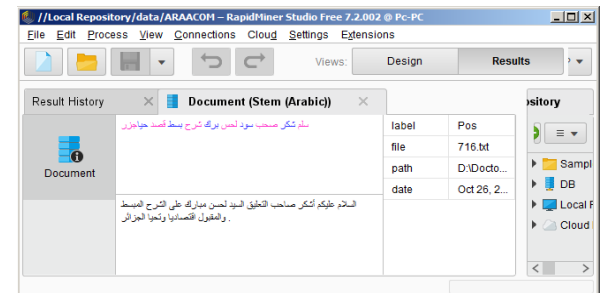 //Local Repository/data/ARAACOM – RapidMiner Studio Free 7.2.002 @ Pc-PC
File Edit Process View Connections Cloud Settings Extensions
Views: Design Results
Result History Document (Stem (Arabic)) ository
Document
سلم شكر صحب سود لحس برك شرح بسط قصد حياجزر
السلام عليكم أشكر صاحب التعليق السيد لحسن مبارك على الشرح المبسط
والمقبول اقتصاديا وتحيا الجزائر .
label Pos
file 716.txt
path D:\Docto...
date Oct 26, 2...
Sampl
DB
Local R
Cloud